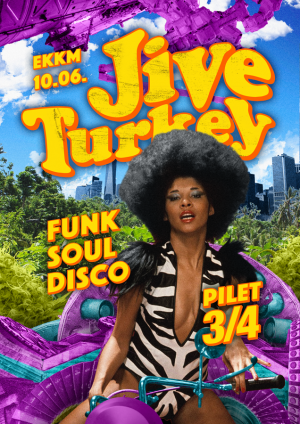 EKKM
10.06.
Jive
Turkey
FUNK
SOUL
DISCO
PILET
3/4